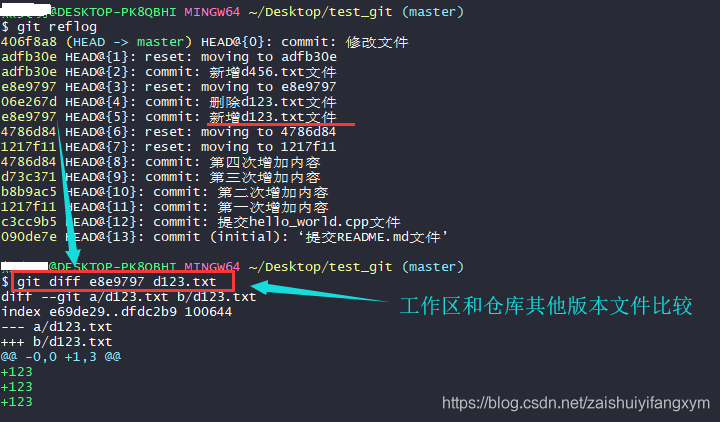 @DESKTOP-PK8QBHI MINGW64 ~/Desktop/test_git (master)
$ git reflog
406f8a8 (HEAD -> master) HEAD@{0}: commit: 修改文件
adfb30e HEAD@{1}: reset: moving to adfb30e
adfb30e HEAD@{2}: commit: 新增d456.txt文件
e8e9797 HEAD@{3}: reset: moving to e8e9797
06e267d HEAD@{4}: commit: 删除d123.txt文件
e8e9797 HEAD@{5}: commit: 新增d123.txt文件
4786d84 HEAD@{6}: reset: moving to 4786d84
1217f11 HEAD@{7}: reset: moving to 1217f11
4786d84 HEAD@{8}: commit: 第四次增加内容
d73c371 HEAD@{9}: commit: 第三次增加内容
b8b9ac5 HEAD@{10}: commit: 第二次增加内容
1217f11 HEAD@{11}: commit: 第一次增加内容
c3cc9b5 HEAD@{12}: commit: 提交hello_world.cpp文件
090de7e HEAD@{13}: commit (initial): ‘提交README.md文件’
@DESKTOP-PK8QBHI MINGW64 ~/Desktop/test_git (master)
$ git diff e8e9797 d123.txt
diff --git a/d123.txt b/d123.txt
index e69de29..dfdc2b9 100644
工作区和仓库其他版本文件比较
--- a/d123.txt
+++ b/d123.txt
@@ -0,0 +1,3 @@
+123
+123
+123
https://blog.csdn.net/zaishuiyifangxym